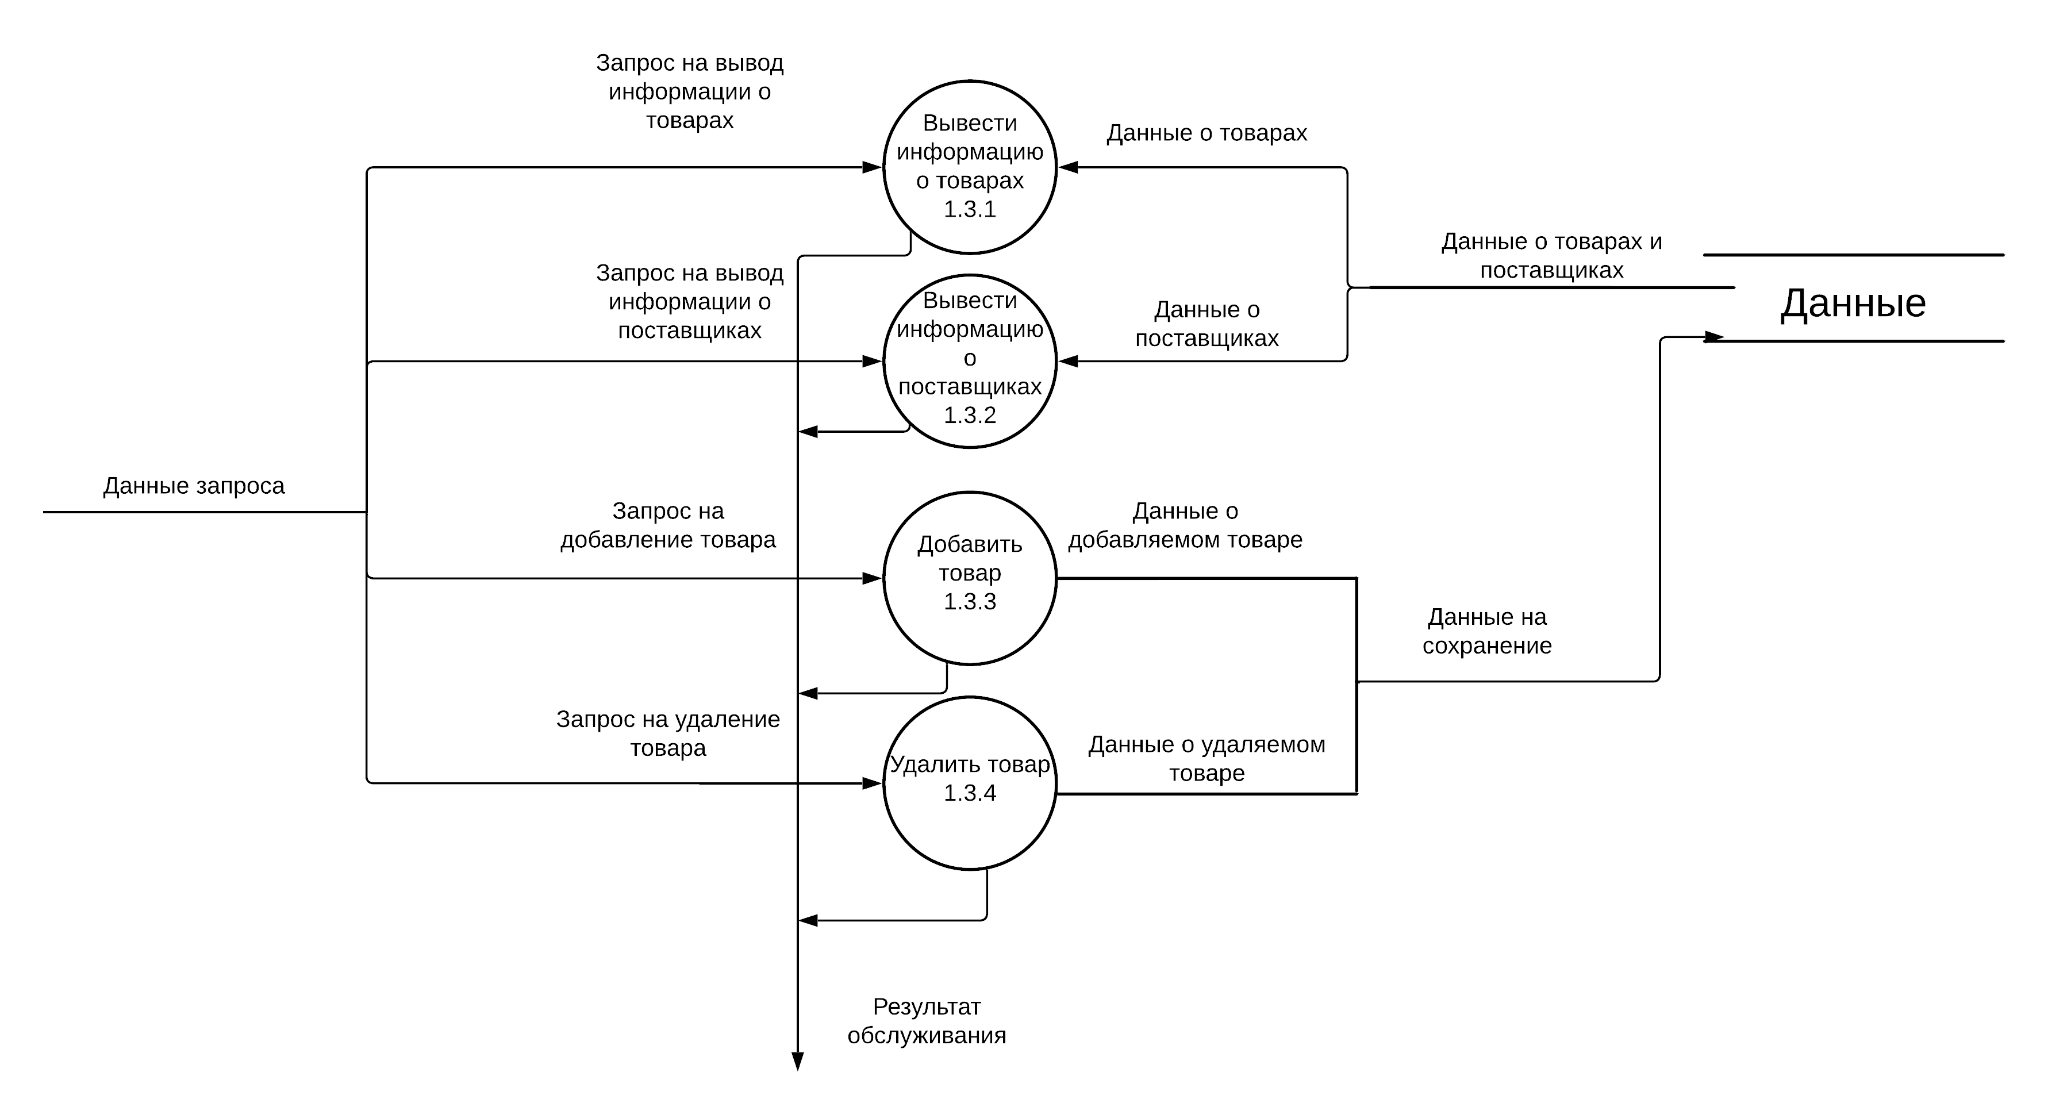 Запрос на вывод
информации о
товарах
Вывести
информацию
о товарах
1.3.1
Данные о товарах
Данные о товарах и
поставщиках
Данные
Запрос на вывод
информации о
поставщиках
Вывести
информацию
о
поставщиках
1.3.2
Данные о
поставщиках
Данные запроса
Запрос на
добавление товара
Добавить
товар
1.3.3
Данные о
добавляемом товаре
Данные на
сохранение
Запрос на удаление
товара
Удалить товар
1.3.4
Данные о удаляемом
товаре
Результат
обслуживания